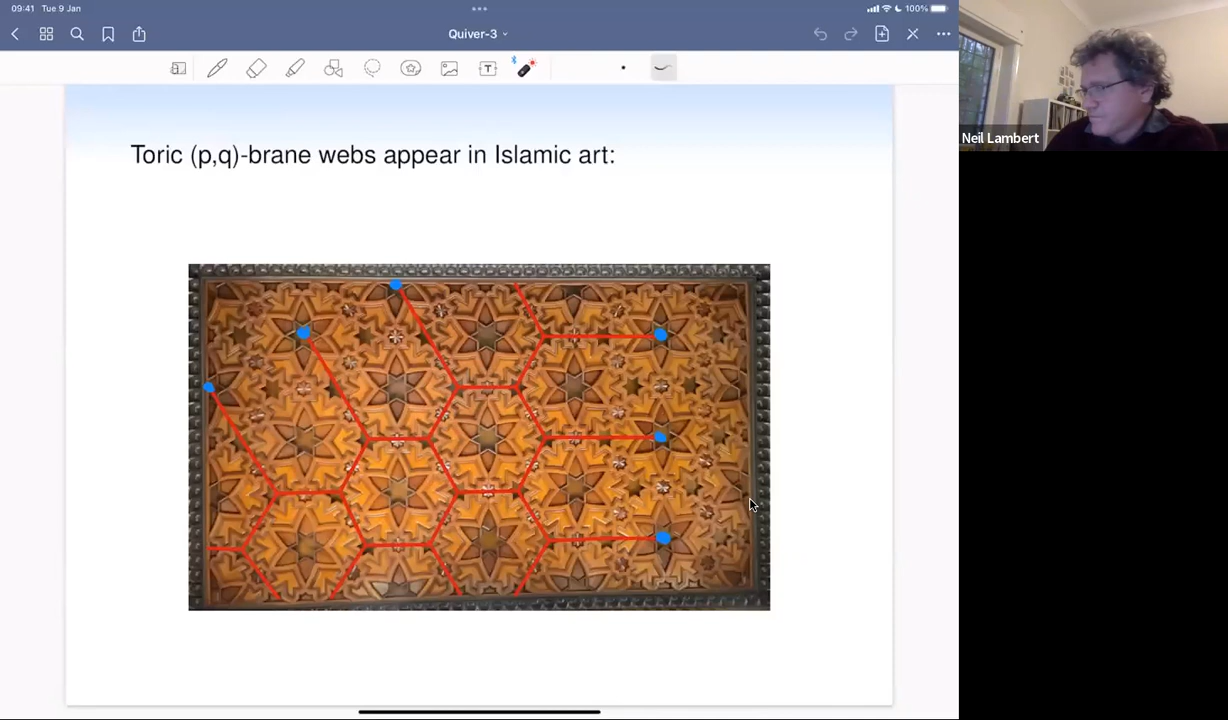 09:41 Tue 9 Jan
100%
Quiver-3
T
Toric (p,q)-brane webs appear in Islamic art:
Neil Lambert